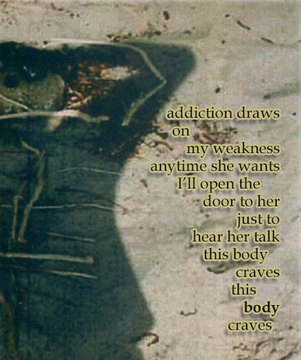 addiction draws
on
my weakness
anytime she wants
I'll open the
door to her
just to
hear her talk
this body
craves
this
body
craves